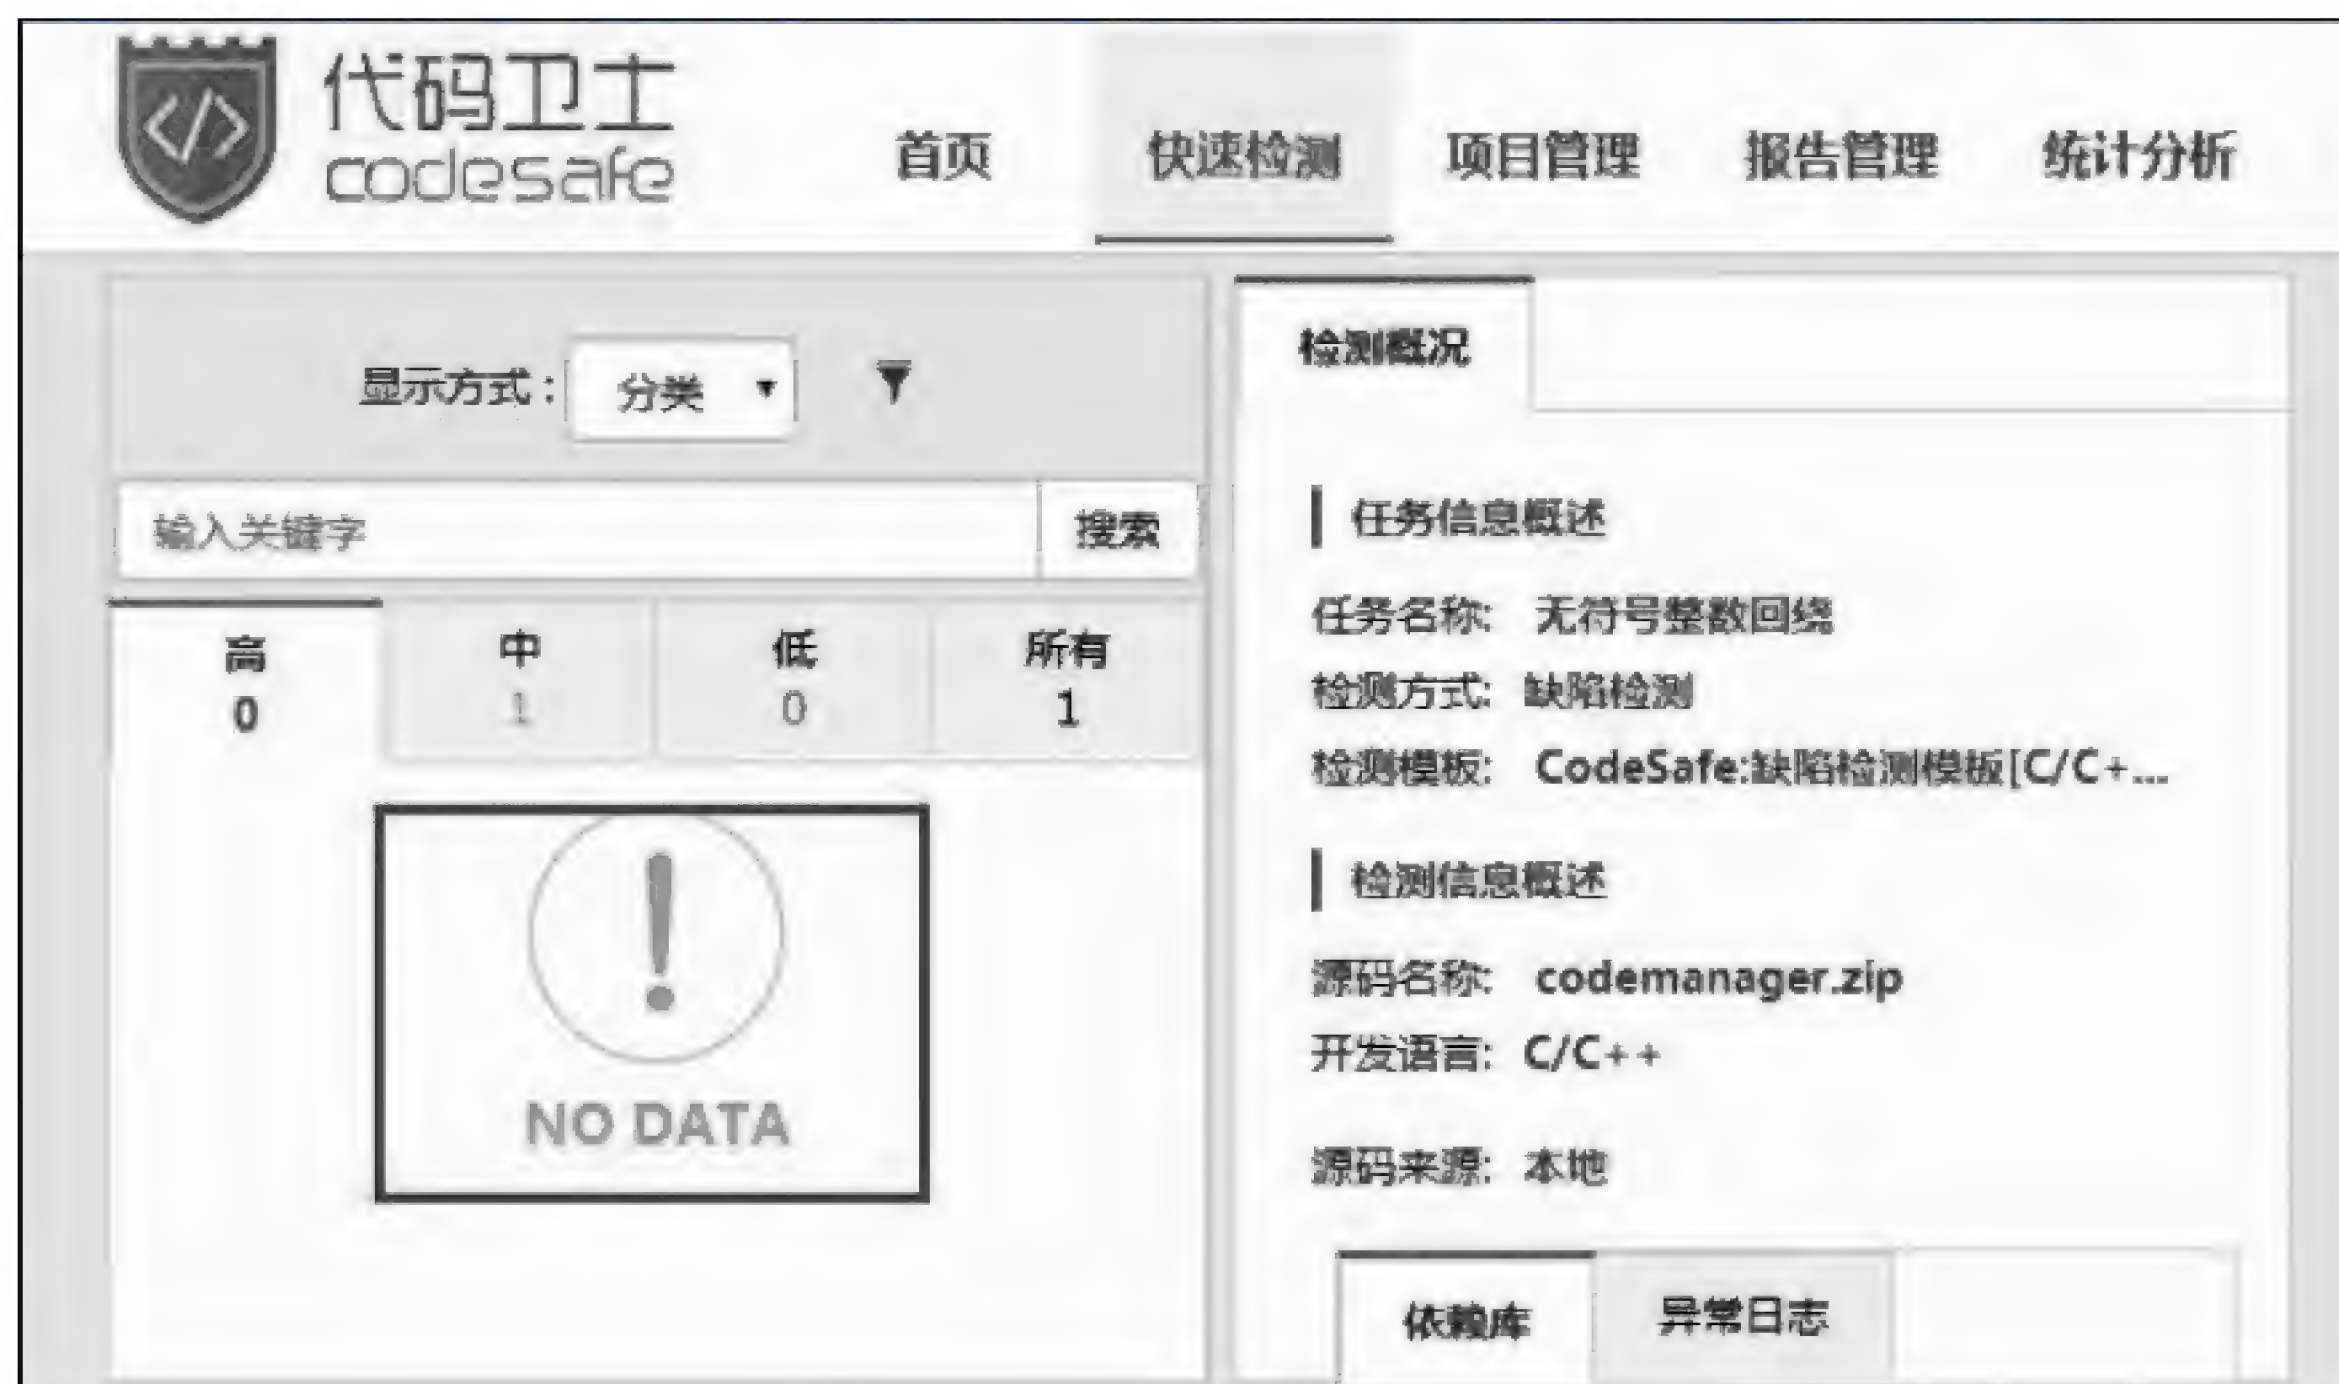 代码卫士
codesafe
首页 快速检测 项目管理 报告管理 统计分析
显示方式: 分类
输入关键字 搜索
高 中 低 所有
0 1 0 1
NO DATA
检测概况
任务信息概述
任务名称: 无符号整数回绕
检测方式: 缺陷检测
检测模板: CodeSafe:缺陷检测模板[C/C+...
检测信息概述
源码名称: codemanager.zip
开发语言: C/C++
源码来源: 本地
依赖库 异常日志